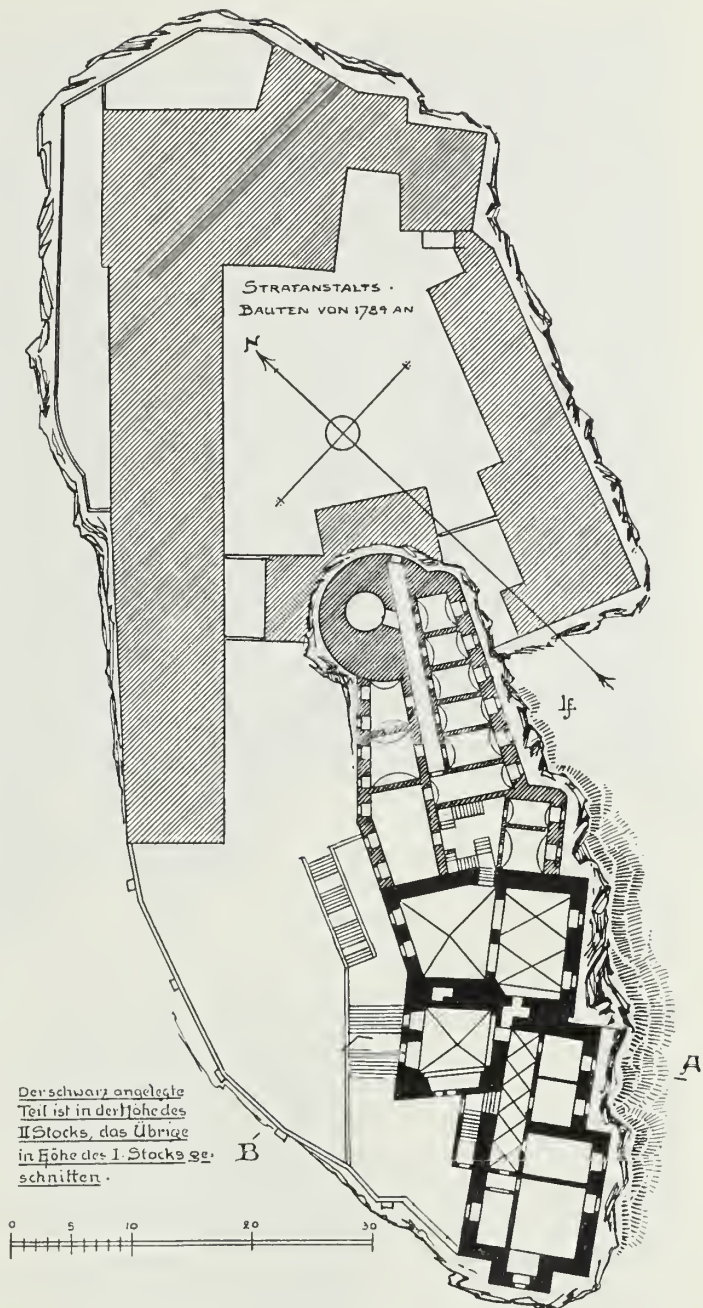 STRAFANSTALTS.
BAUTEN VON 1789 AN
N
A
B
Der schwarz angelegte
Teil ist in der Höhe des
II Stocks, das Übrige
in Höhe des I. Stocks ge-
schnitten.
0 5 10 20 30